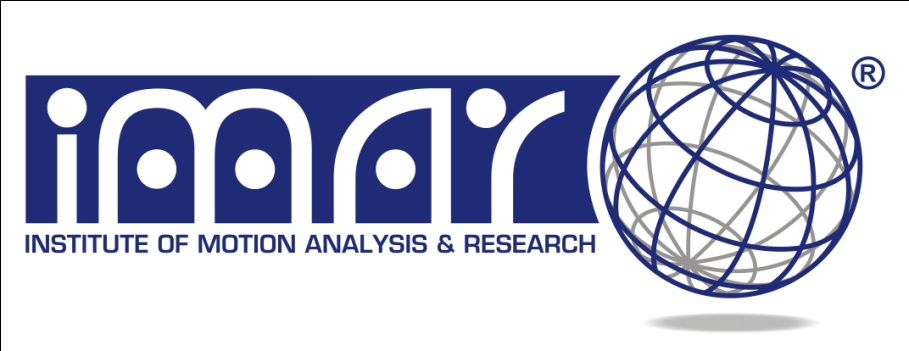 imar
®
INSTITUTE OF MOTION ANALYSIS & RESEARCH